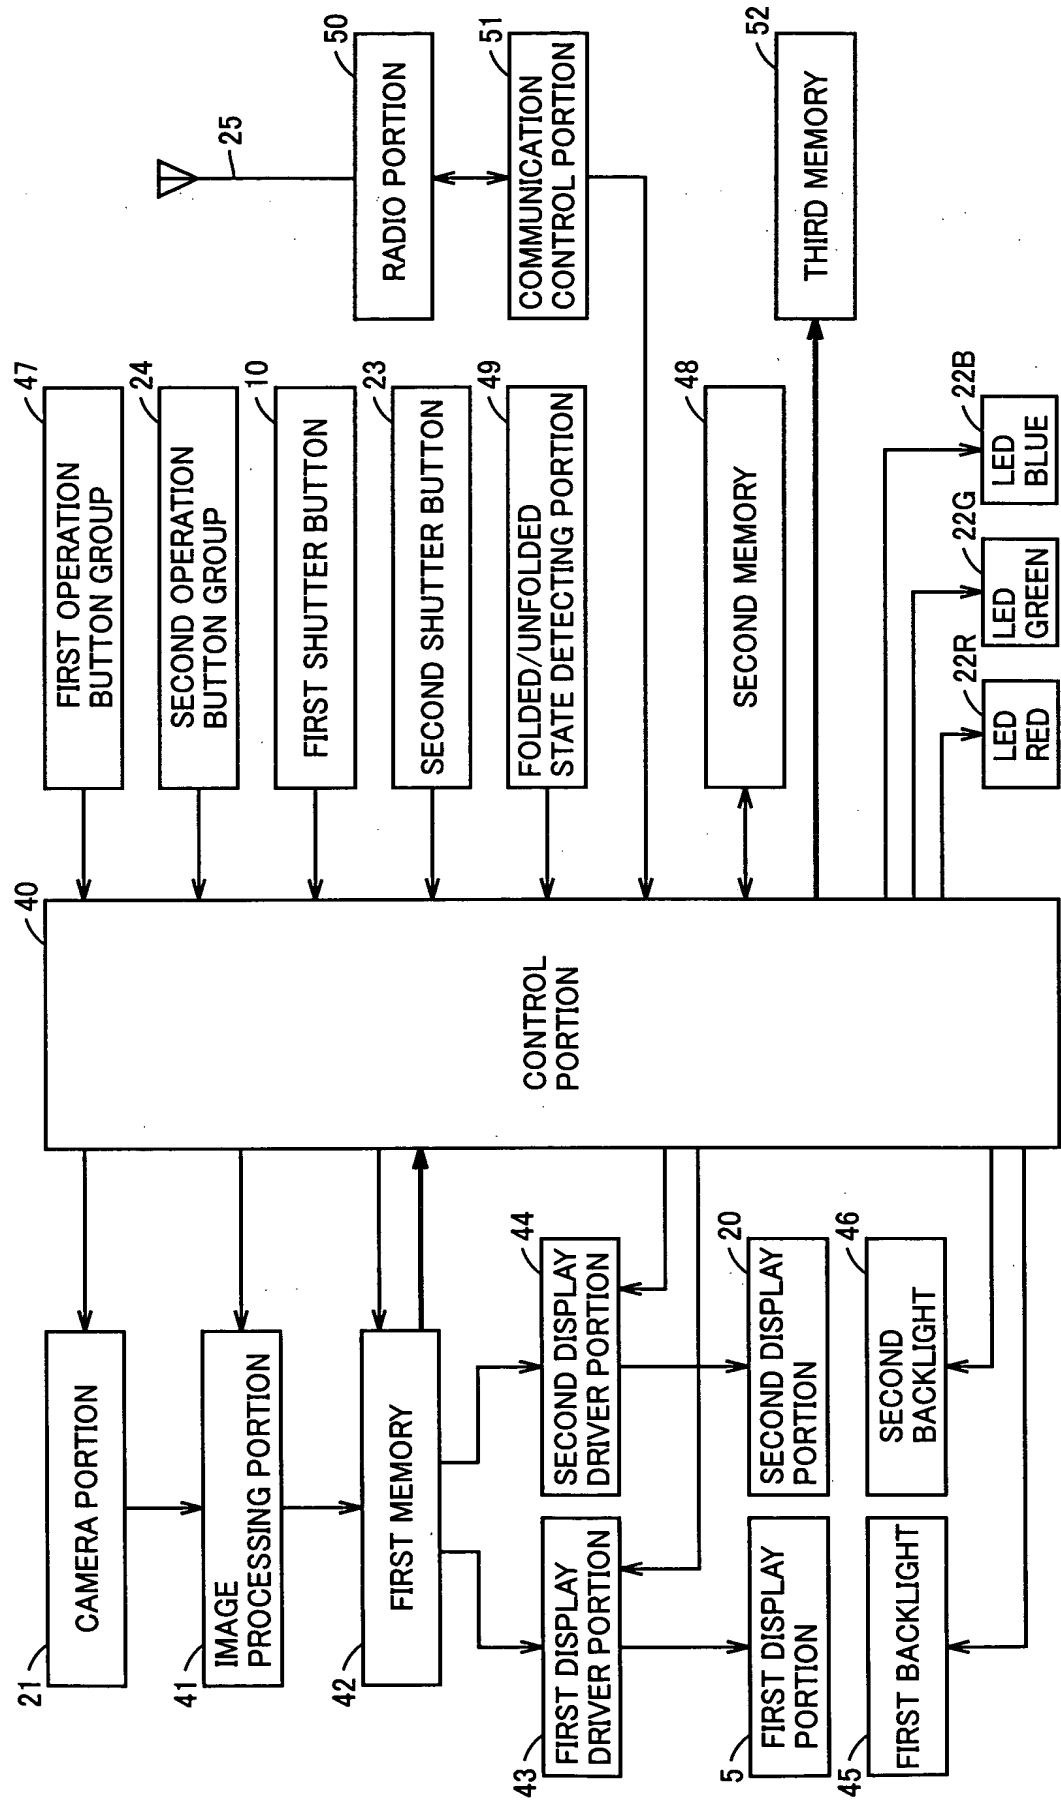 21
CAMERA PORTION
41
IMAGE
PROCESSING PORTION
42
FIRST MEMORY
43
FIRST DISPLAY
DRIVER PORTION
44
SECOND DISPLAY
DRIVER PORTION
5
FIRST DISPLAY
PORTION
20
SECOND DISPLAY
PORTION
45
FIRST BACKLIGHT
46
SECOND
BACKLIGHT
40
CONTROL
PORTION
47
FIRST OPERATION
BUTTON GROUP
24
SECOND OPERATION
BUTTON GROUP
10
FIRST SHUTTER BUTTON
23
SECOND SHUTTER BUTTON
49
FOLDED/UNFOLDED
STATE DETECTING PORTION
48
SECOND MEMORY
22R
LED
RED
22G
LED
GREEN
22B
LED
BLUE
25
50
RADIO PORTION
51
COMMUNICATION
CONTROL PORTION
52
THIRD MEMORY